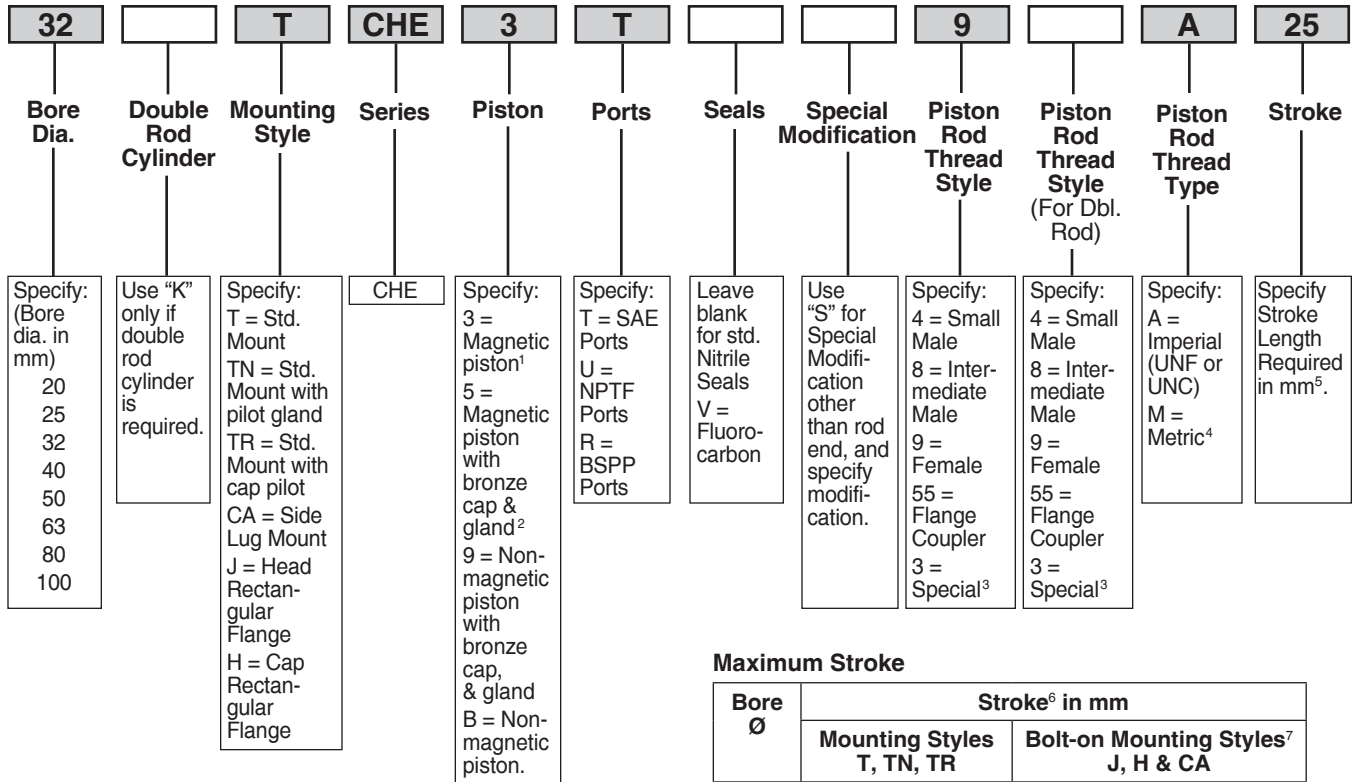 32
T
CHE
3
T
9
A
25
Bore
Dia.
Double
Rod
Cylinder
Mounting
Style
Series
Piston
Ports
Seals
Special
Modification
Piston
Rod
Thread
Style
Piston
Rod
Thread
Style
(For Dbl.
Rod)
Piston
Rod
Thread
Type
Stroke
Specify:
(Bore
dia. in
mm)
20
25
32
40
50
63
80
100
Use “K”
only if
double
rod
cylinder
is
required.
Specify:
T = Std.
Mount
TN = Std.
Mount with
pilot gland
TR = Std.
Mount with
cap pilot
CA = Side
Lug Mount
J = Head
Rectan-
gular
Flange
H = Cap
Rectan-
gular
Flange
CHE
Specify:
3 =
Magnetic
piston¹
5 =
Magnetic
piston
with
bronze
cap &
gland²
9 = Non-
magnetic
piston
with
bronze
cap,
& gland
B = Non-
magnetic
piston.
Specify:
T = SAE
Ports
U =
NPTF
Ports
R =
BSPP
Ports
Leave
blank
for std.
Nitrile
Seals
V =
Fluoro-
carbon
Use
“S” for
Special
Modifi-
cation
other
than rod
end, and
specify
modifi-
cation.
Specify:
4 = Small
Male
8 = Inter-
mediate
Male
9 =
Female
55 =
Flange
Coupler
3 =
Special³
Specify:
4 = Small
Male
8 = Inter-
mediate
Male
9 =
Female
55 =
Flange
Coupler
3 =
Special³
Specify:
A =
Imperial
(UNF or
UNC)
M =
Metric⁴
Specify
Stroke
Length
Required
in mm⁵.
Maximum Stroke
Bore
Ø
Stroke⁶ in mm
Mounting Styles
T, TN, TR
Bolt-on Mounting Styles⁷
J, H & CA